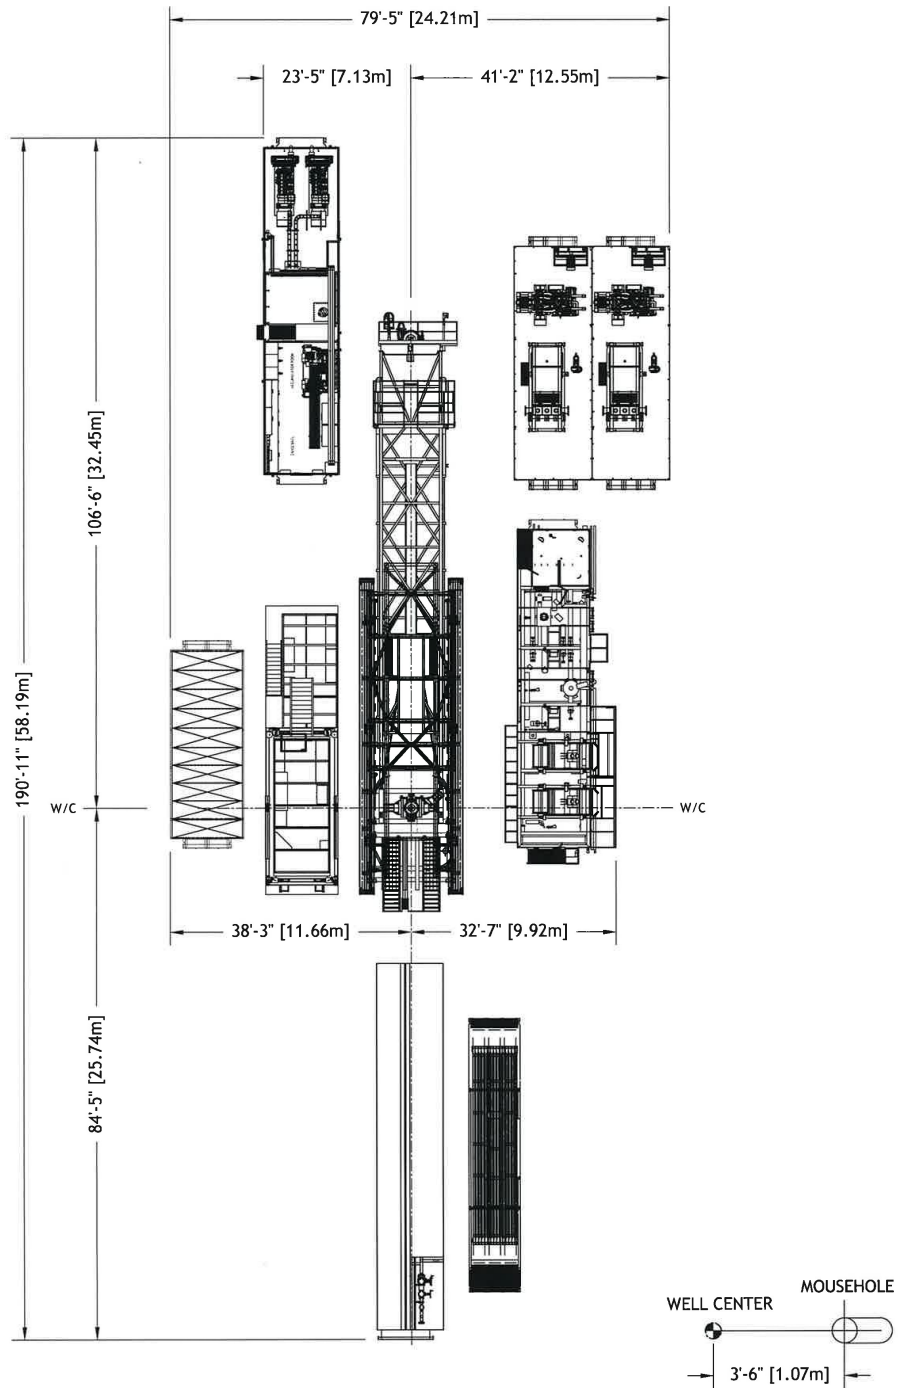 79'-5" [24.21m]
23'-5" [7.13m]
41'-2" [12.55m]
106'-6" [32.45m]
190'-11" [58.19m]
W/C
W/C
38'-3" [11.66m]
32'-7" [9.92m]
84'-5" [25.74m]
MOUSEHOLE
WELL CENTER
3'-6" [1.07m]